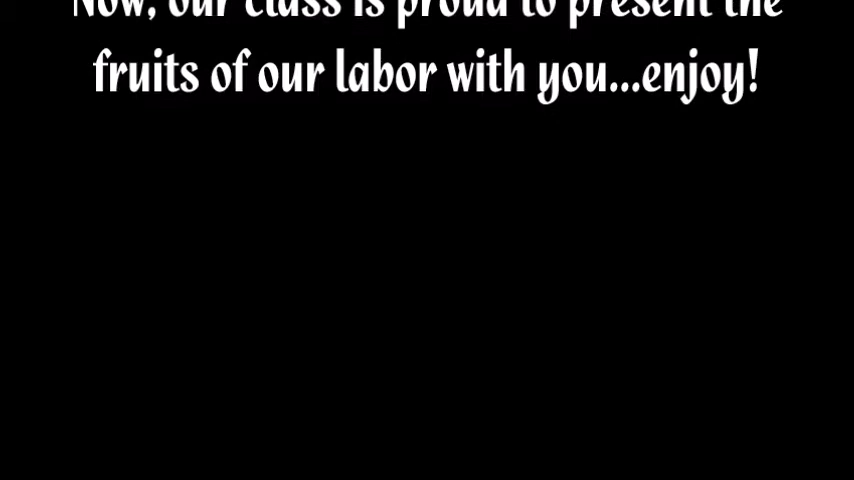 Now, our class is proud to present the
fruits of our labor with you...enjoy!